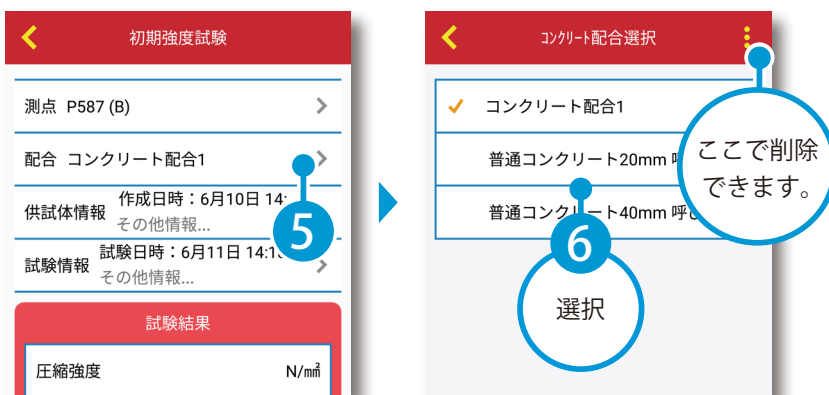 初期強度試験
測点 P587 (B)
配合 コンクリート配合1
供試体情報
作成日時：6月10日 14:
その他情報...
試験情報
試験日時：6月11日 14:1
その他情報...
試験結果
圧縮強度 N/㎟
5
ｺﾝｸﾘｰﾄ配合選択
コンクリート配合1
普通コンクリート20mm
普通コンクリート40mm 呼び
ここで削除
できます。
6
選択